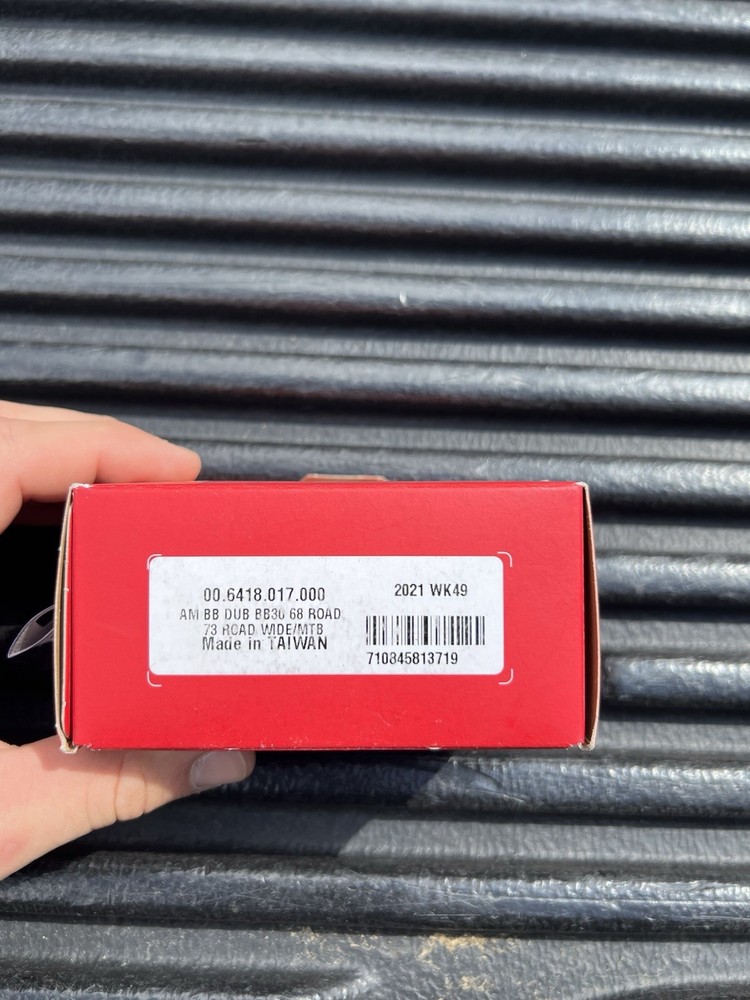 00.6418.017.000
2021 WK49
AM BB DUB BB30 68 ROAD
73 ROAD WIDE/MTB
Made in TAIWAN
710845813719